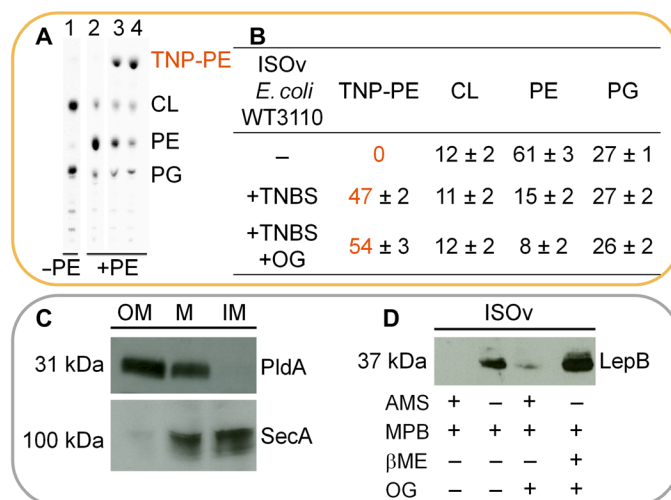 A 1 2 3 4
TNP-PE
CL
PE
PG
–PE +PE
B
ISOv
E. coli
WT3110 TNP-PE CL PE PG
– 0 12 ± 2 61 ± 3 27 ± 1
+TNBS 47 ± 2 11 ± 2 15 ± 2 27 ± 2
+TNBS
+OG 54 ± 3 12 ± 2 8 ± 2 26 ± 2
C OM M IM
31 kDa PldA
100 kDa SecA
D ISOv
37 kDa LepB
AMS + – + –
MPB + + + +
βME – – – +
OG – – + +